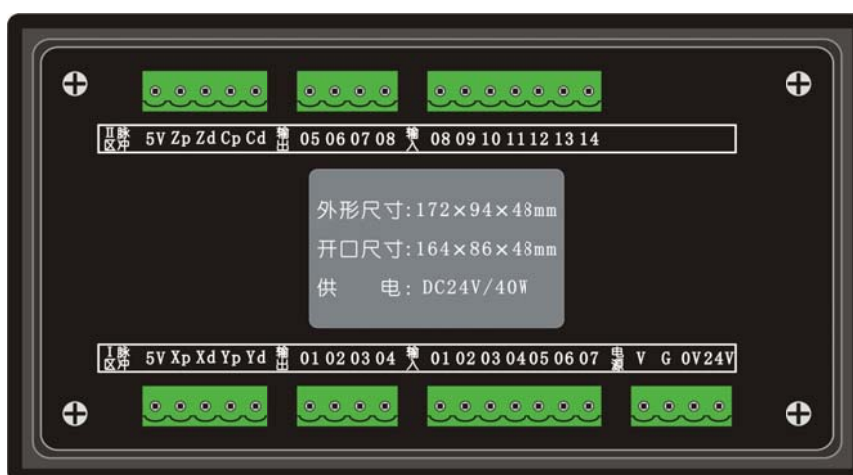 II区 脉冲 5V Zp Zd Cp Cd 输出 05 06 07 08 输入 08 09 10 11 12 13 14
外形尺寸:172×94×48mm
开口尺寸:164×86×48mm
供 电: DC24V/40W
I区 脉冲 5V Xp Xd Yp Yd 输出 01 02 03 04 输入 01 02 03 04 05 06 07 电源 V G 0V 24V